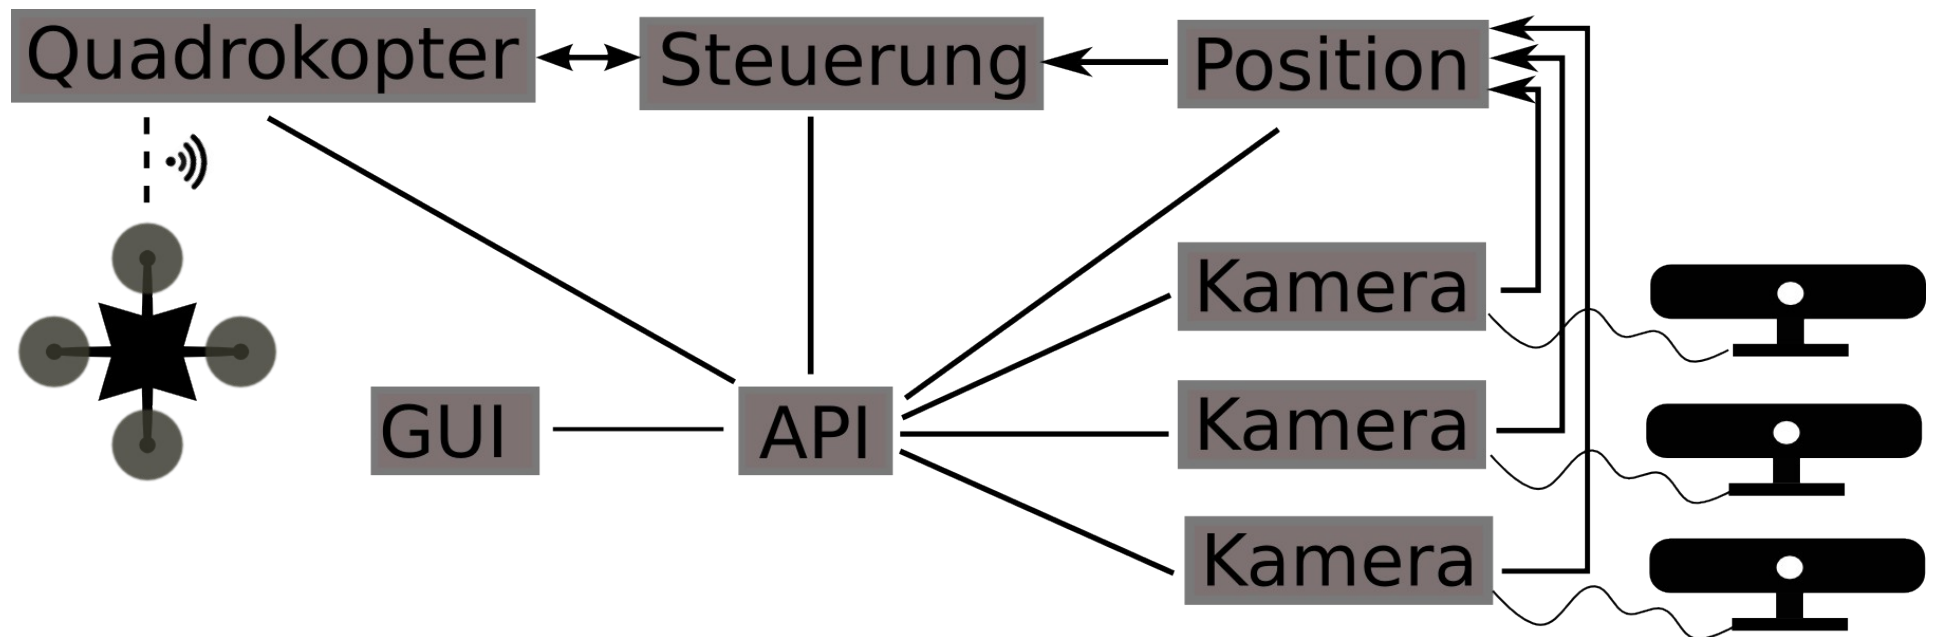 Quadrokopter
Steuerung
Position
Kamera
GUI
API
Kamera
Kamera